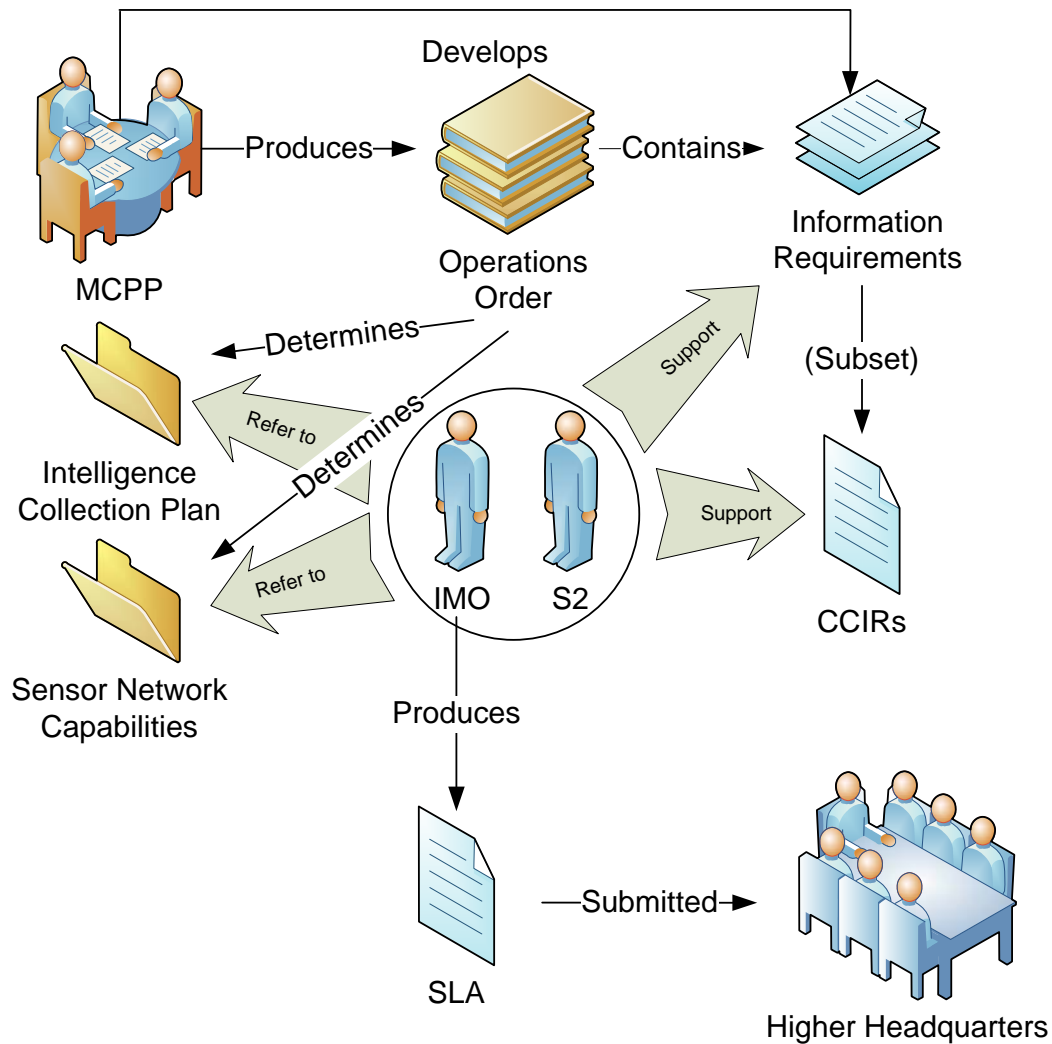 Develops
Produces
Contains
MCPP
Operations
Order
Information
Requirements
Determines
Support
(Subset)
Refer to
Determines
Intelligence
Collection Plan
Support
Refer to
IMO
S2
CCIRs
Sensor Network
Capabilities
Produces
Submitted
SLA
Higher Headquarters